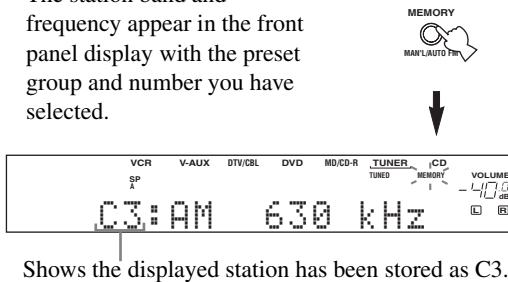 The station band and
frequency appear in the front
panel display with the preset
group and number you have
selected.
MEMORY
MAN'L/AUTO FM
VCR V-AUX DTV/CBL DVD MD/CD-R TUNER CD
SP A TUNED MEMORY VOLUME
-40.0 dB
L R
C3:AM 630 kHz
Shows the displayed station has been stored as C3.